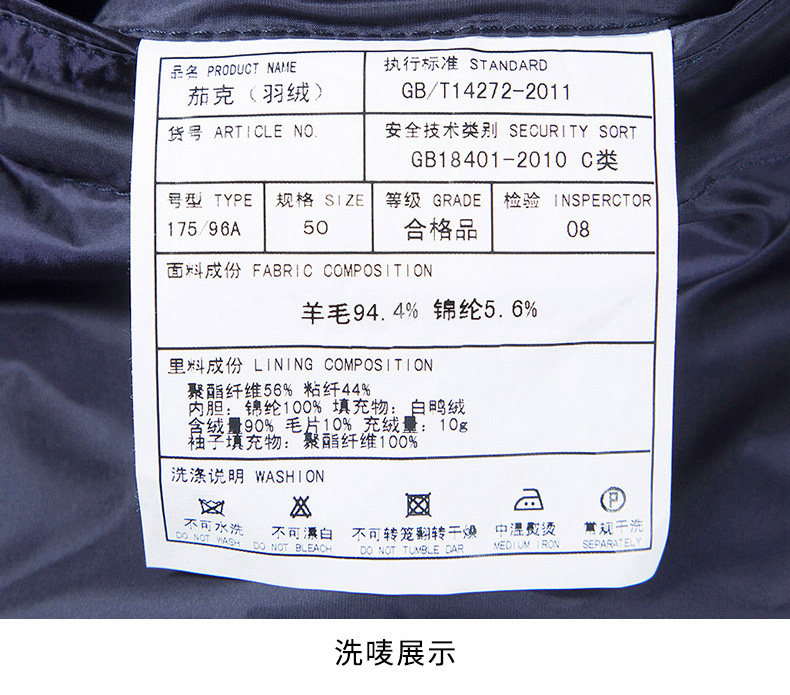 品名 PRODUCT NAME
茄克（羽绒）
执行标准 STANDARD
GB/T14272-2011
货号 ARTICLE NO.
安全技术类别 SECURITY SORT
GB18401-2010 C类
号型 TYPE
175/96A
规格 SIZE
50
等级 GRADE
合格品
检验 INSPERCTOR
08
面料成份 FABRIC COMPOSITION
羊毛94.4% 锦纶5.6%
里料成份 LINING COMPOSITION
聚酯纤维56% 粘纤44%
内胆：锦纶100% 填充物：白鸭绒
含绒量90% 毛片10% 充绒量：10g
袖子填充物：聚酯纤维100%
洗涤说明 WASHION
P
不可水洗
DO NOT WASH
不可漂白
DO NOT BLEACH
不可转笼翻转干燥
DO NOT TUMBLE DAR
中温熨烫
MEDIUM IRON
常规干洗
SEPARATELY
洗唛展示